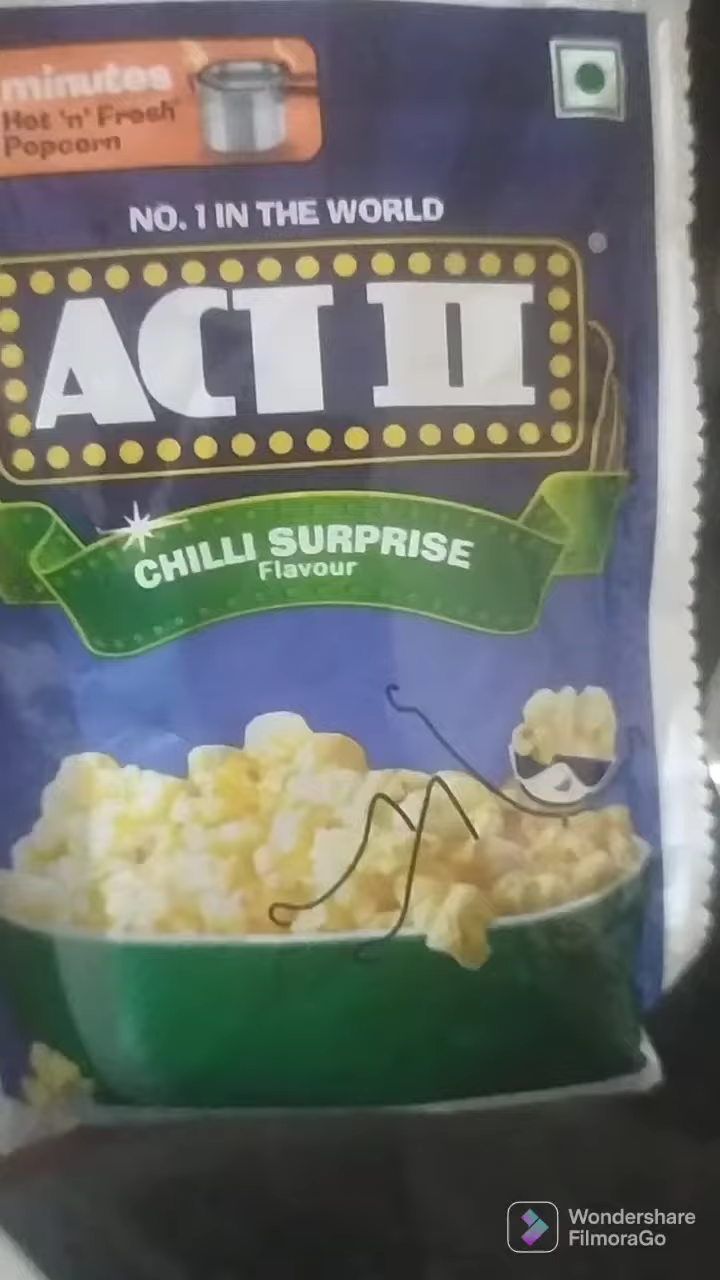 minutes
Hot 'n' Fresh
Popcorn
NO. 1 IN THE WORLD
ACT II
CHILLI SURPRISE
Flavour
Wondershare
FilmoraGo